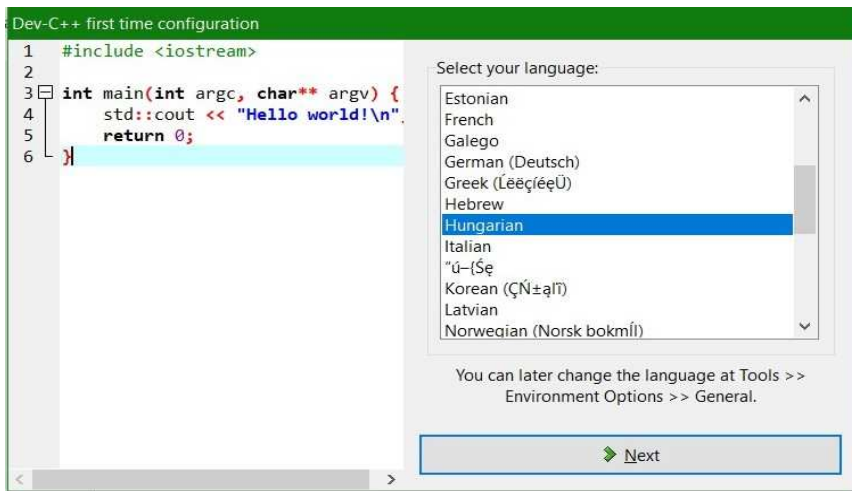 Dev-C++ first time configuration
1 #include <iostream>
2
3 int main(int argc, char** argv) {
4 std::cout << "Hello world!\n"
5 return 0;
6 }
Select your language:
Estonian
French
Galego
German (Deutsch)
Greek (ĹëëçíéęÜ)
Hebrew
Hungarian
Italian
“ú–{Śę
Korean (ÇŃ±ąľî)
Latvian
Norwegian (Norsk bokmĺl)
You can later change the language at Tools >>
Environment Options >> General.
Next